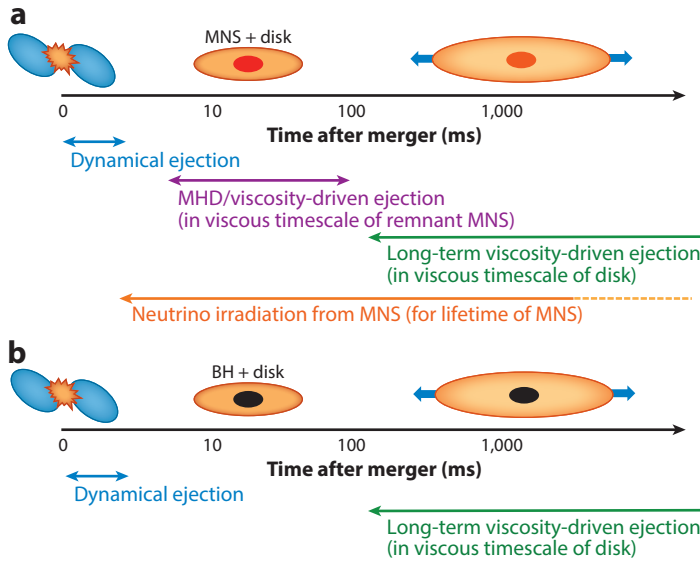 a
MNS + disk
0 10 100 1,000
Time after merger (ms)
Dynamical ejection
MHD/viscosity-driven ejection
(in viscous timescale of remnant MNS)
Long-term viscosity-driven ejection
(in viscous timescale of disk)
Neutrino irradiation from MNS (for lifetime of MNS)
b
BH + disk
0 10 100 1,000
Time after merger (ms)
Dynamical ejection
Long-term viscosity-driven ejection
(in viscous timescale of disk)